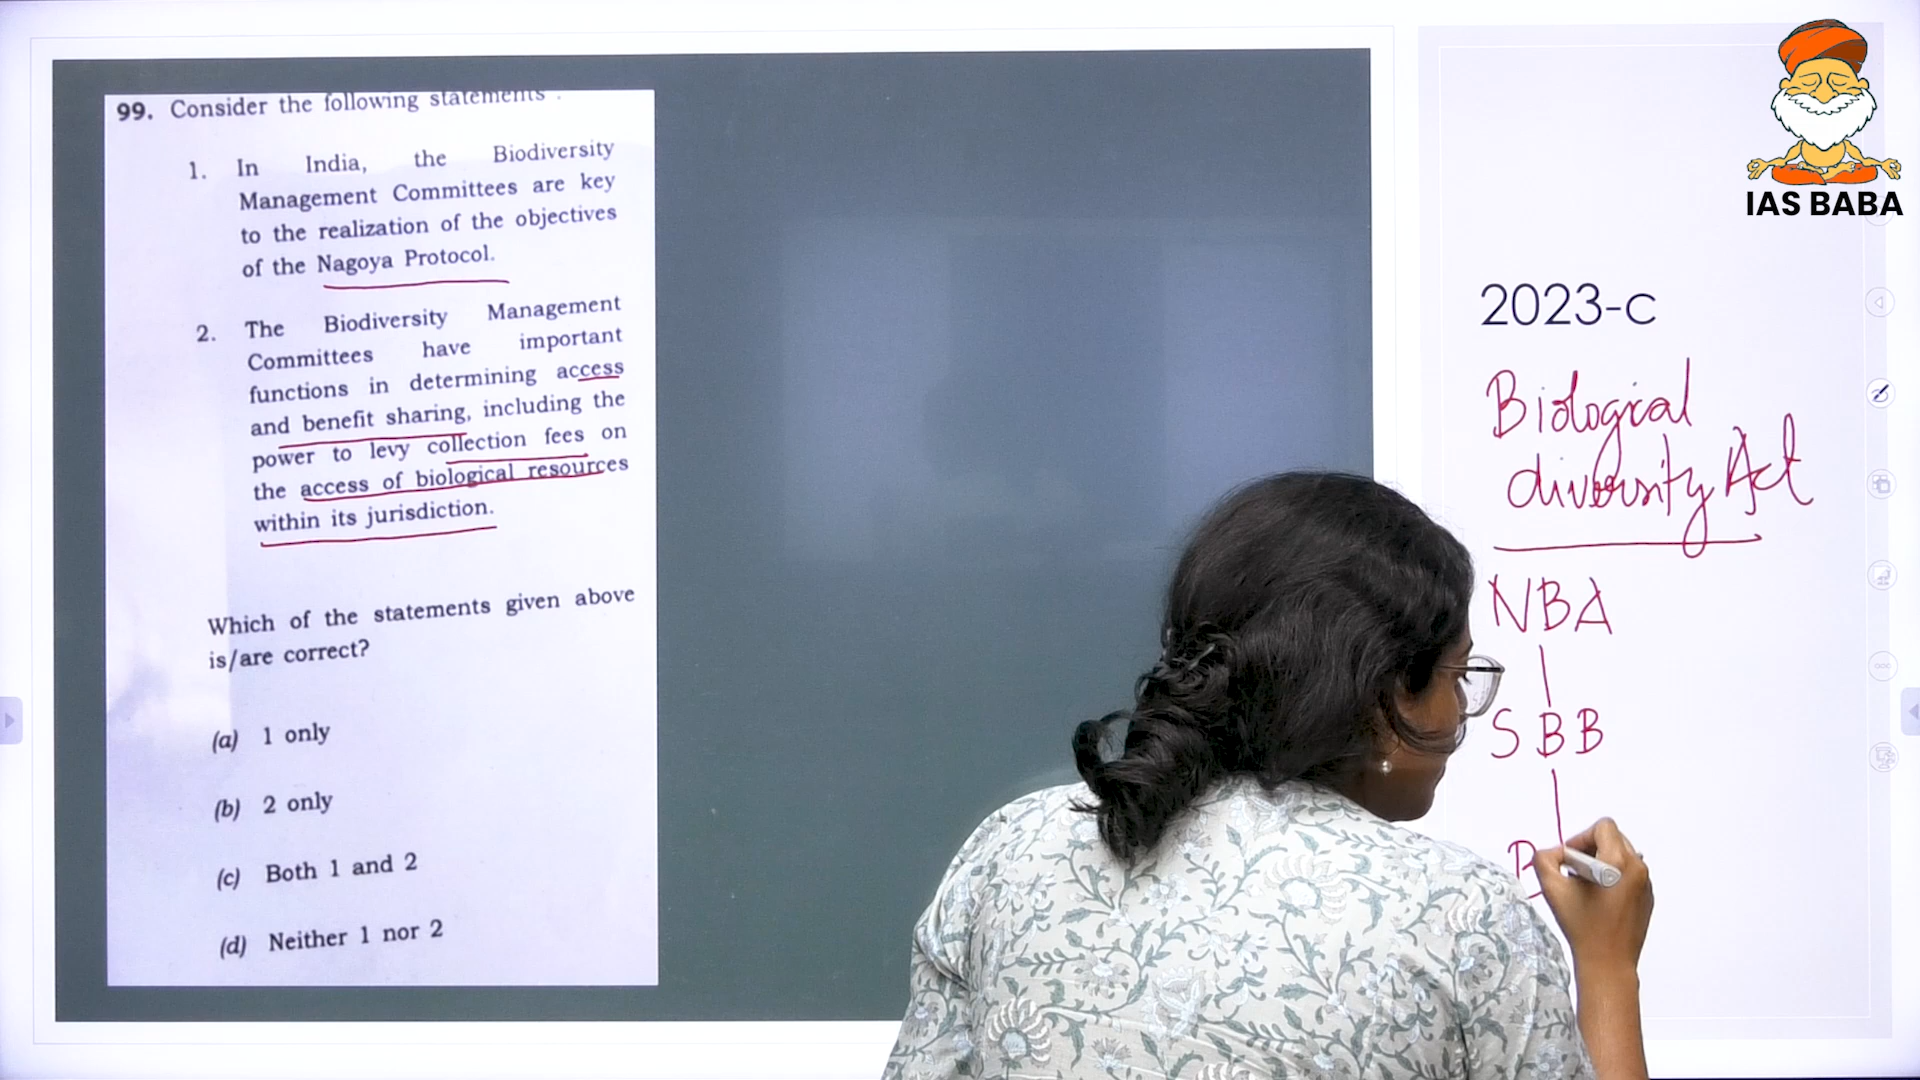 99. Consider the following statements :
1. In India, the Biodiversity
Management Committees are key
to the realization of the objectives
of the Nagoya Protocol.
2. The Biodiversity Management
Committees have important
functions in determining access
and benefit sharing, including the
power to levy collection fees on
the access of biological resources
within its jurisdiction.
Which of the statements given above
is/are correct?
(a) 1 only
(b) 2 only
(c) Both 1 and 2
(d) Neither 1 nor 2
IAS BABA
2023-c
Biological
diversity Act
NBA
SBB
B